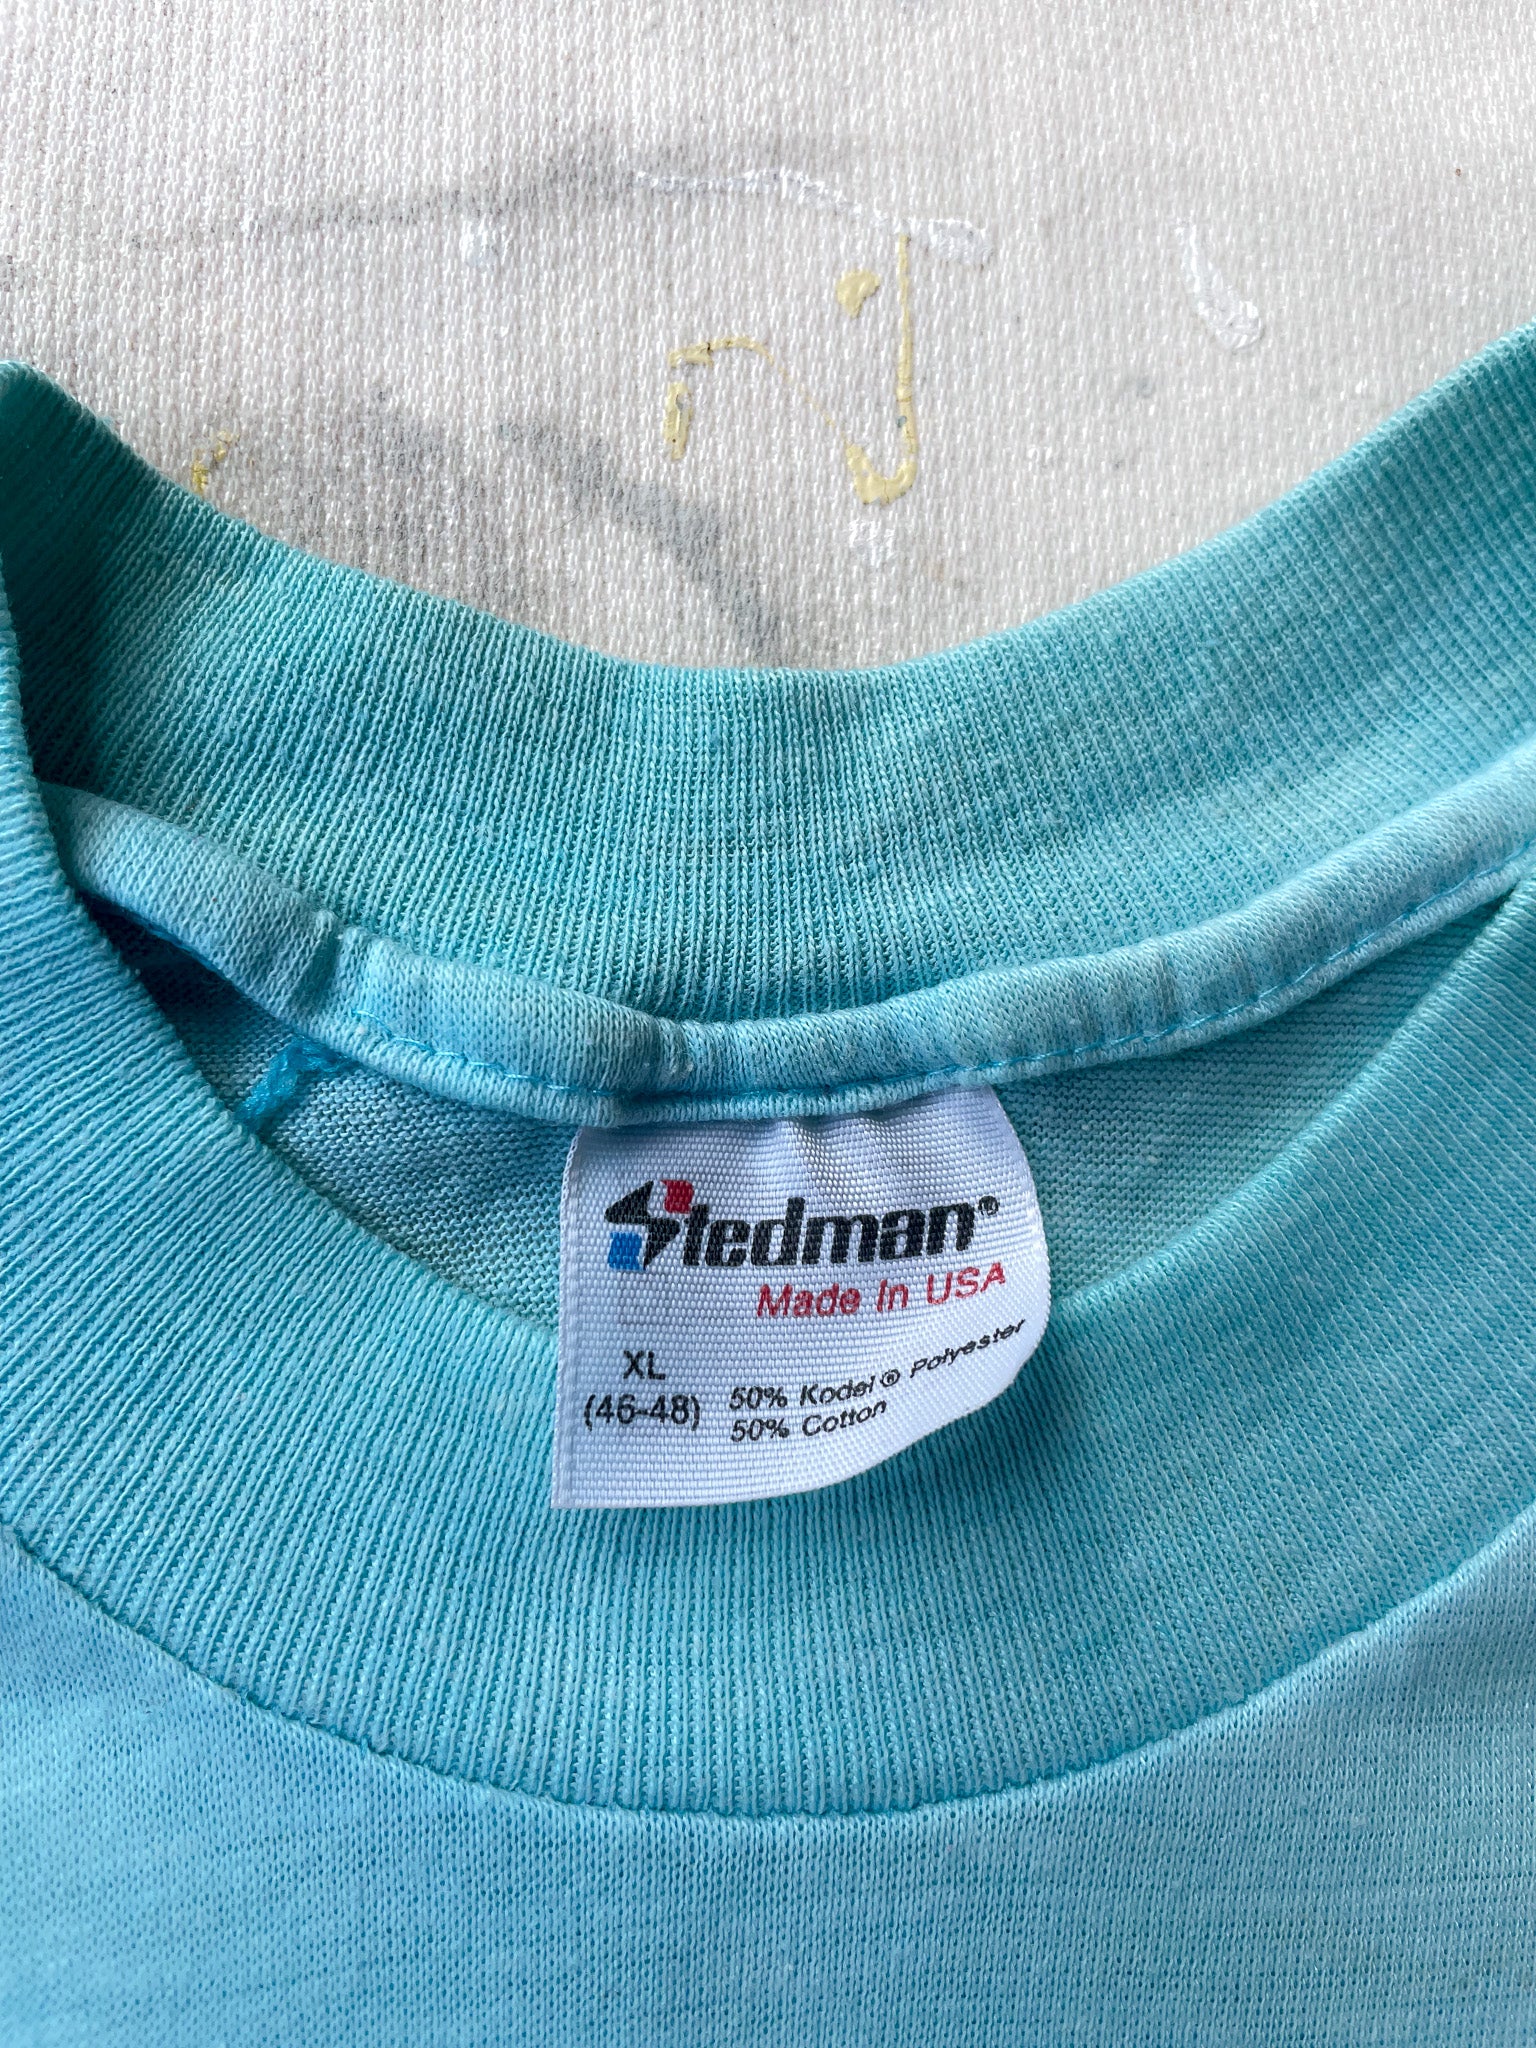 Stedman®
Made In USA
XL
(46-48)
50% Kodel® Polyester
50% Cotton